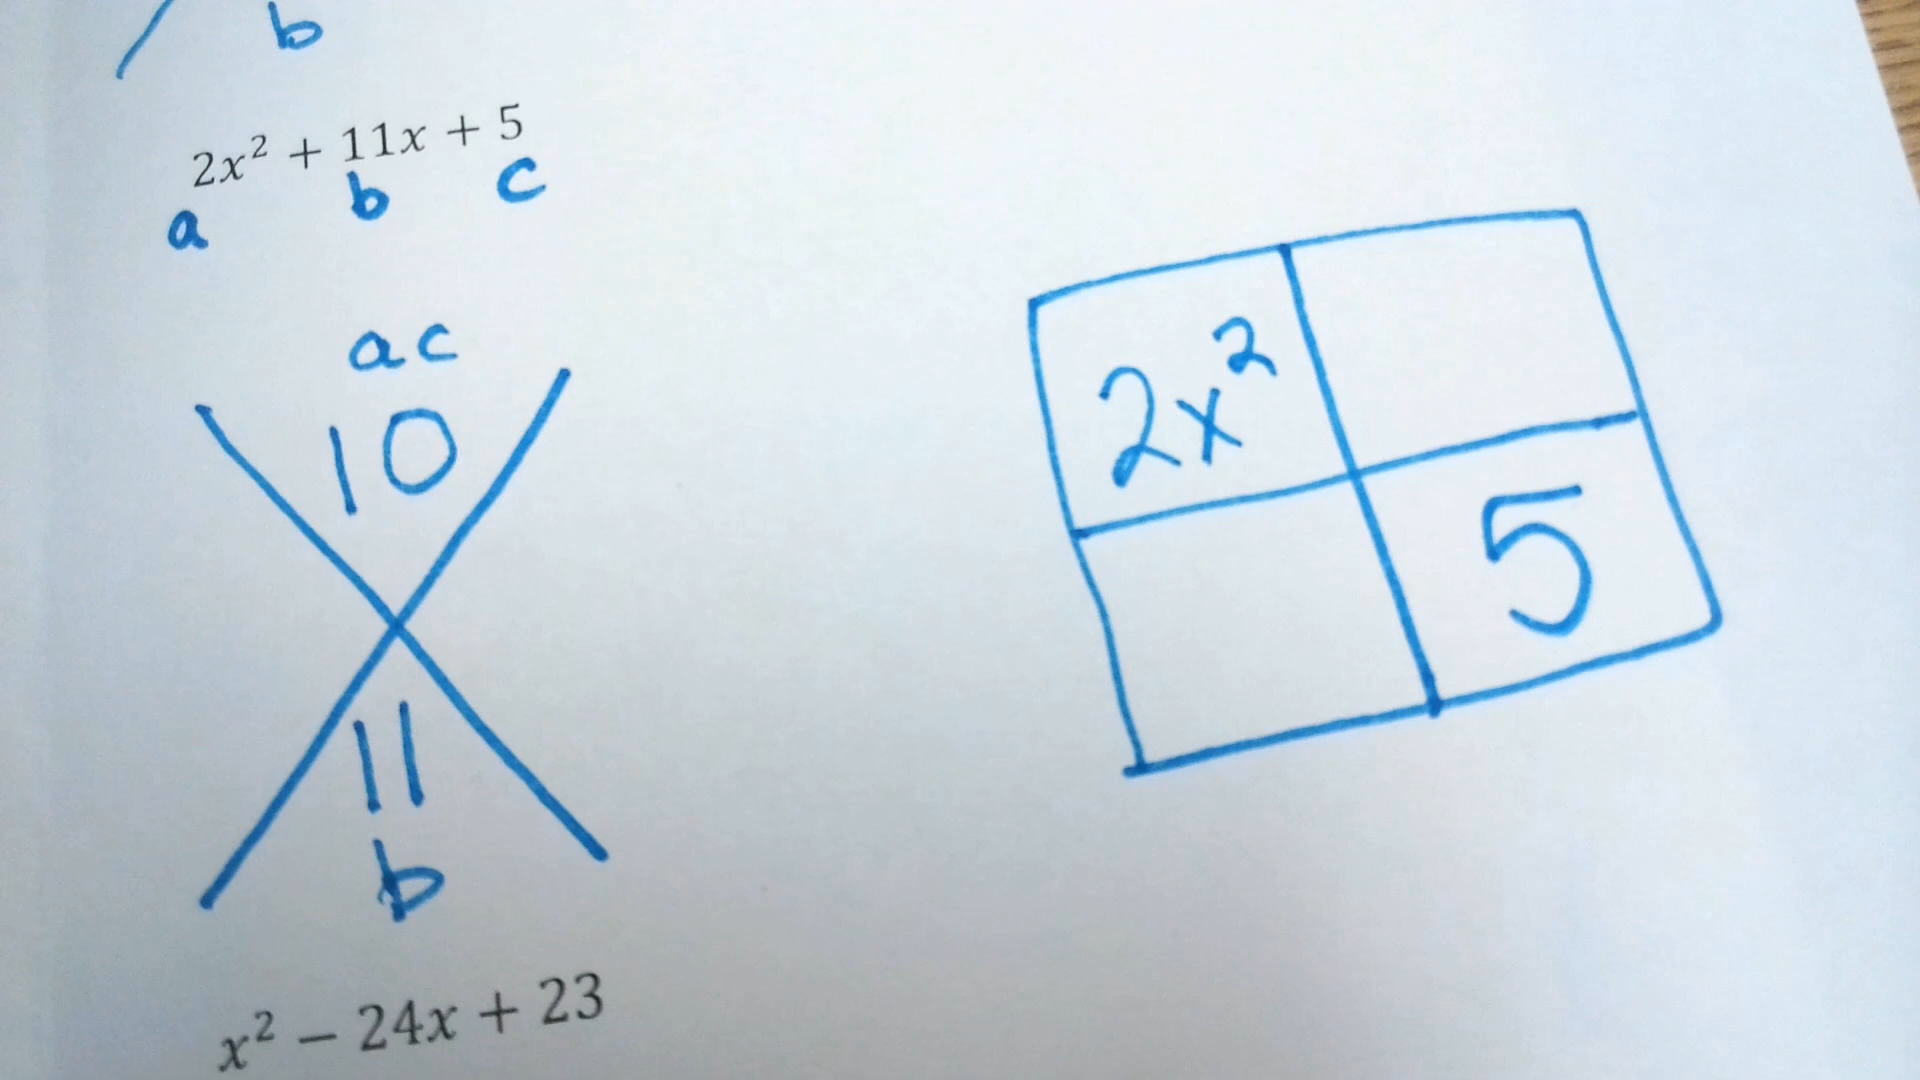 b
2x² + 11x + 5
a b c
ac
10
11
b
2x²
5
x² − 24x + 23